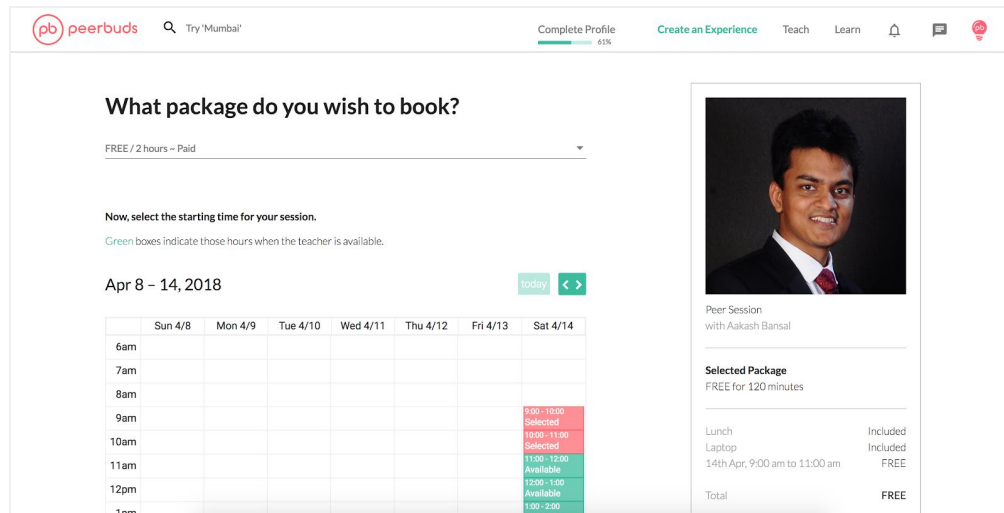 pb peerbuds
Try 'Mumbai'
Complete Profile
61%
Create an Experience
Teach
Learn
pb
What package do you wish to book?
FREE / 2 hours ~ Paid
Now, select the starting time for your session.
Green boxes indicate those hours when the teacher is available.
Apr 8 – 14, 2018
today
Sun 4/8 Mon 4/9 Tue 4/10 Wed 4/11 Thu 4/12 Fri 4/13 Sat 4/14
6am
7am
8am
9am
9:00 - 10:00
Selected
10am
10:00 - 11:00
Selected
11am
11:00 - 12:00
Available
12pm
12:00 - 1:00
Available
1pm
1:00 - 2:00
Peer Session
with Aakash Bansal
Selected Package
FREE for 120 minutes
Lunch Included
Laptop Included
14th Apr, 9:00 am to 11:00 am FREE
Total FREE